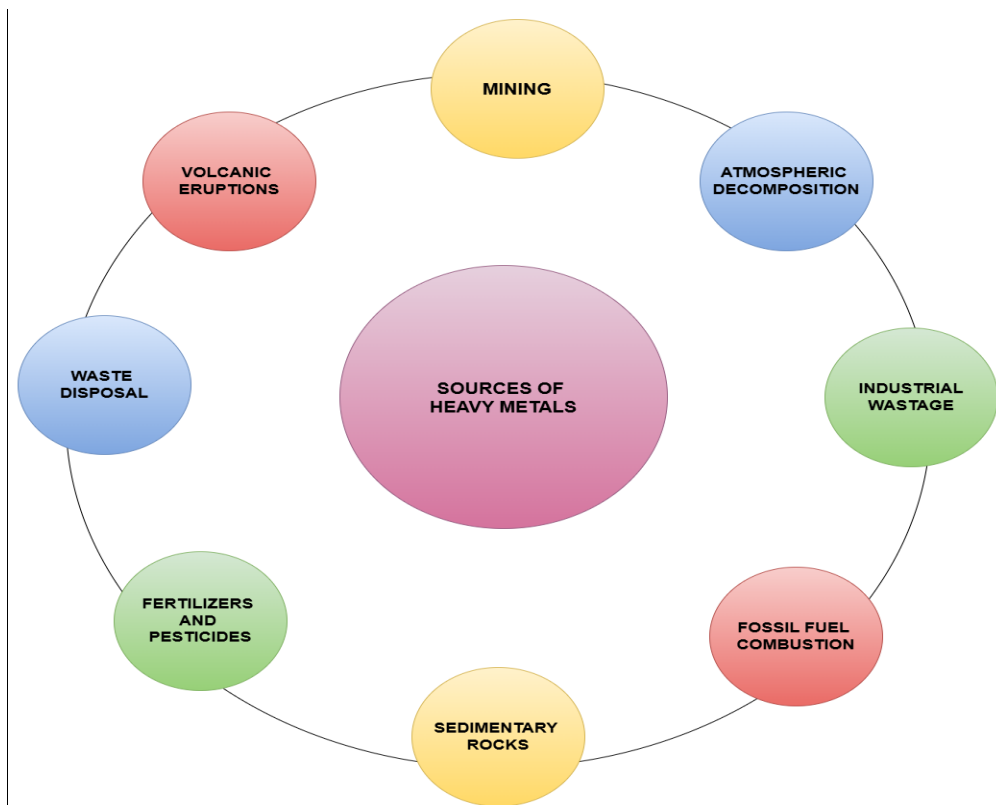 MINING
VOLCANIC
ERUPTIONS
ATMOSPHERIC
DECOMPOSITION
WASTE
DISPOSAL
SOURCES OF
HEAVY METALS
INDUSTRIAL
WASTAGE
FERTILIZERS
AND
PESTICIDES
FOSSIL FUEL
COMBUSTION
SEDIMENTARY
ROCKS